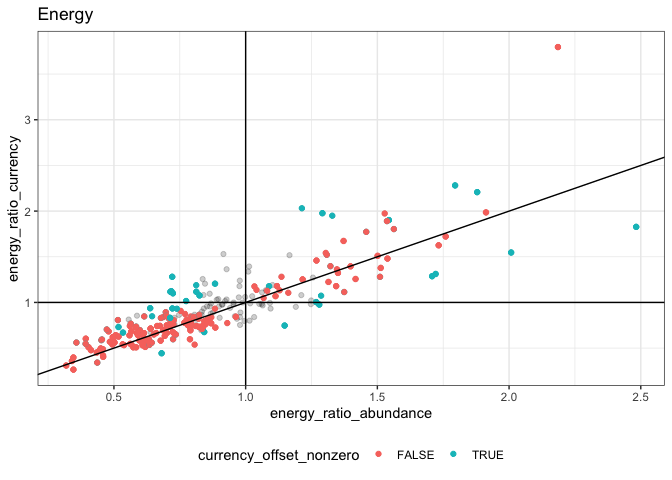 Energy
energy_ratio_currency
3
2
1
0.5 1.0 1.5 2.0 2.5
energy_ratio_abundance
currency_offset_nonzero FALSE TRUE